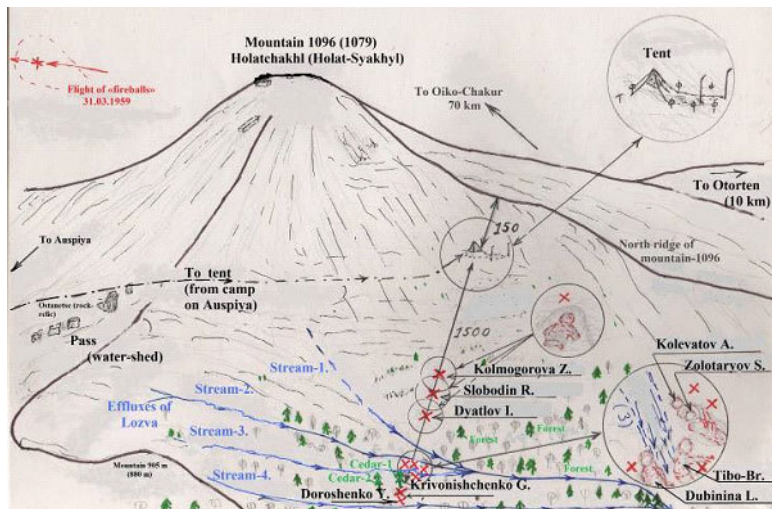 Mountain 1096 (1079)
Holatchakhl (Holat-Syakhyl)
Tent
Flight of «fireballs»
31.03.1959
To Oiko-Chakur
70 km
To Otorten
(10 km)
150
North ridge of
mountain-1096
To Auspiya
To tent
(from camp
on Auspiya)
Ostanetsc (rock-
relic)
Pass
(water-shed)
1500
Kolevatov A.
Zolotaryov S.
Stream-1.
Kolmogorova Z.
Slobodin R.
Dyatlov I.
Stream-2.
Effluxes of
Lozva
(3)
Stream-3.
Forest
Forest
Forest
Cedar-1
Cedar-2
Mountain 905 m
(880 m)
Stream-4.
Krivonishchenko G.
Doroshenko Y.
Tibo-Br.
Dubinina L.